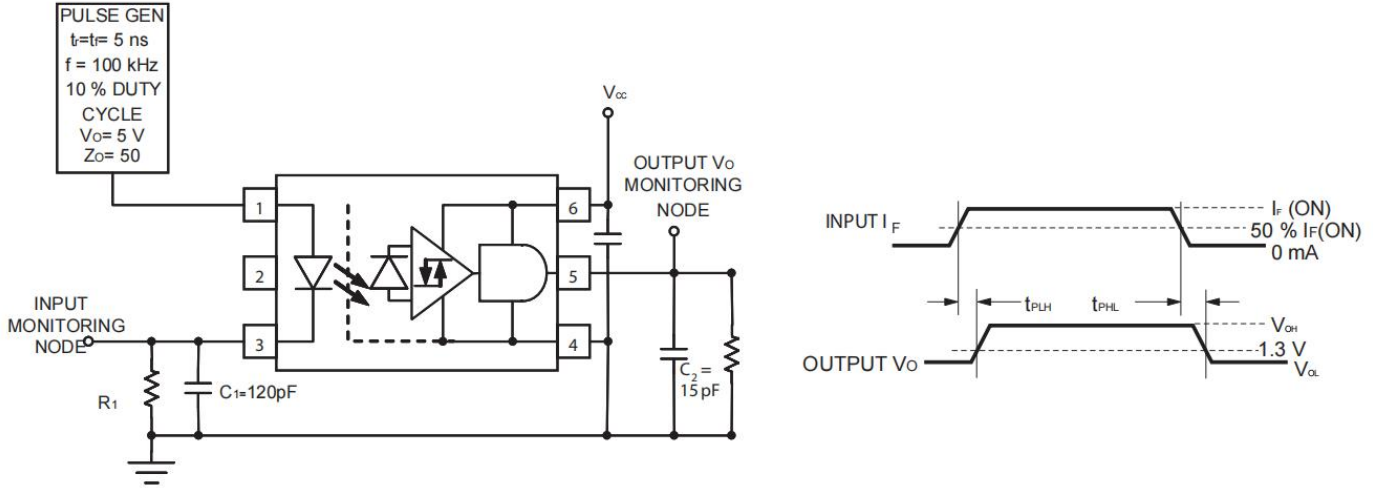 PULSE GEN
tr=tf= 5 ns
f = 100 kHz
10 % DUTY
CYCLE
VO= 5 V
ZO= 50
INPUT
MONITORING
NODE
R1
C1=120pF
1
2
3
6
5
4
Vcc
OUTPUT VO
MONITORING
NODE
C2 =
15 pF
INPUT I F
IF (ON)
50 % IF(ON)
0 mA
tPLH
tPHL
OUTPUT VO
VOH
1.3 V
VOL